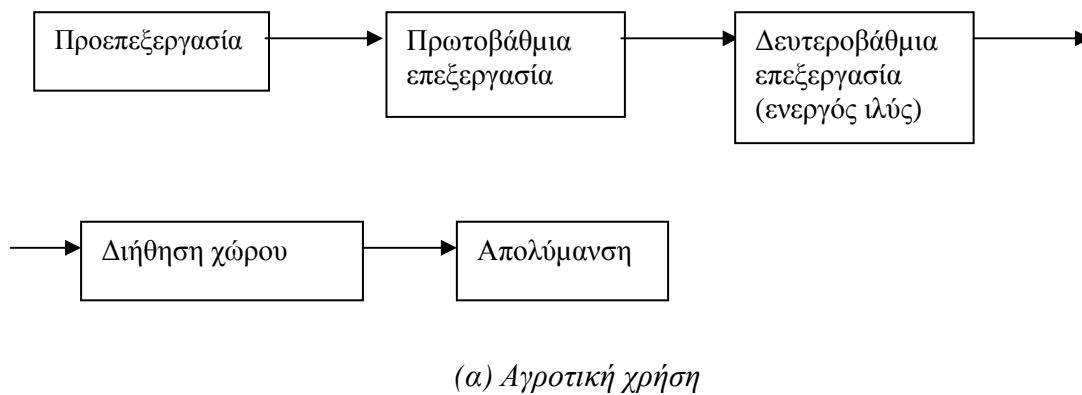 Προεπεξεργασία
Πρωτοβάθμια
επεξεργασία
Δευτεροβάθμια
επεξεργασία
(ενεργός ιλύς)
Διήθηση χώρου
Απολύμανση
(α) Αγροτική χρήση